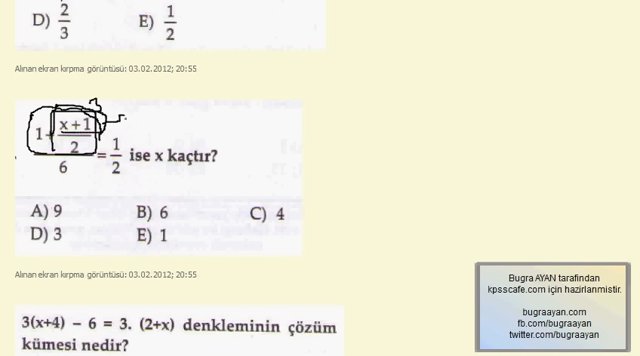 D) 2/3 E) 1/2
Alınan ekran kırpma görüntüsü: 03.02.2012; 20:55
1+ x+1/2
/6 = 1/2 ise x kaçtır?
A) 9 B) 6 C) 4
D) 3 E) 1
Alınan ekran kırpma görüntüsü: 03.02.2012; 20:55
3(x+4) – 6 = 3. (2+x) denkleminin çözüm
kümesi nedir?
Bugra AYAN tarafindan
kpsscafe.com için hazirlanmistir.
bugraayan.com
fb.com/bugraayan
twitter.com/bugraayan